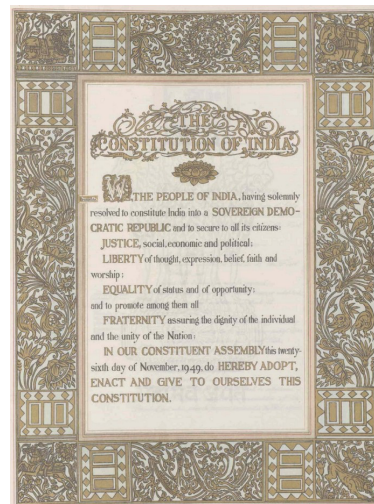 THE
CONSTITUTION OF INDIA
WE, THE PEOPLE OF INDIA, having solemnly
resolved to constitute India into a SOVEREIGN DEMO-
CRATIC REPUBLIC and to secure to all its citizens:
JUSTICE, social, economic and political;
LIBERTY of thought, expression, belief, faith and
worship;
EQUALITY of status and of opportunity;
and to promote among them all
FRATERNITY assuring the dignity of the individual
and the unity of the Nation;
IN OUR CONSTITUENT ASSEMBLY this twenty-
sixth day of November, 1949, do HEREBY ADOPT,
ENACT AND GIVE TO OURSELVES THIS
CONSTITUTION.